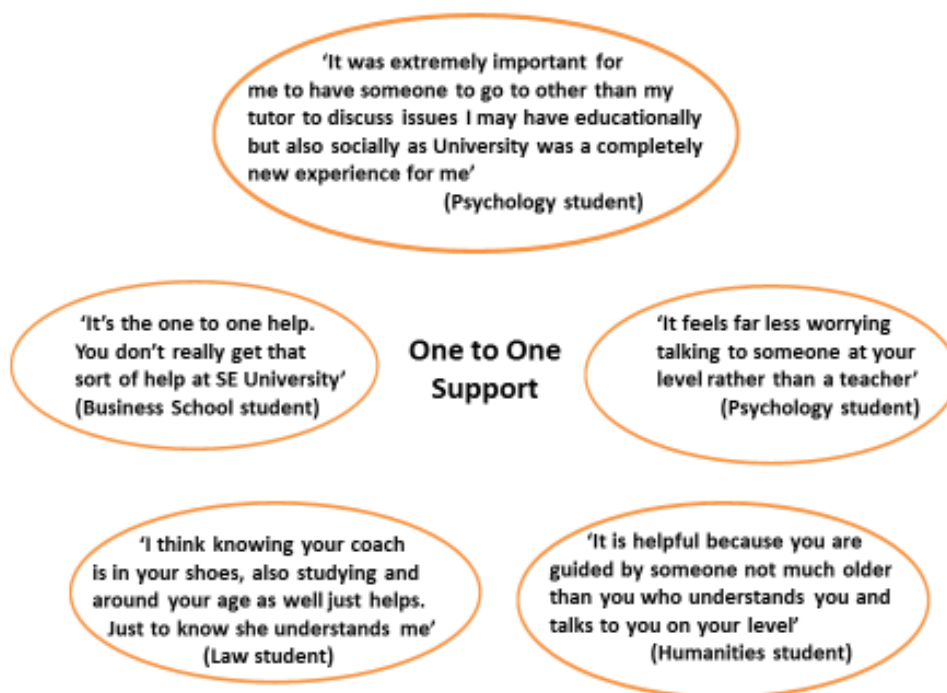 ‘It was extremely important for
me to have someone to go to other than my
tutor to discuss issues I may have educationally
but also socially as University was a completely
new experience for me’
(Psychology student)
‘It’s the one to one help.
You don’t really get that
sort of help at SE University’
(Business School student)
One to One
Support
‘It feels far less worrying
talking to someone at your
level rather than a teacher’
(Psychology student)
‘I think knowing your coach
is in your shoes, also studying and
around your age as well just helps.
Just to know she understands me’
(Law student)
‘It is helpful because you are
guided by someone not much older
than you who understands you and
talks to you on your level’
(Humanities student)